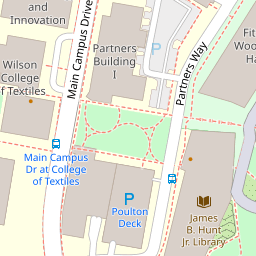 and
Innovation
Main Campus Drive
Partners
Building
I
P
Partners Way
Fit
Woo
Ha
Wilson
College
of Textiles
Main Campus
Dr at College
of Textiles
P
Poulton
Deck
James
B. Hunt
Jr. Library